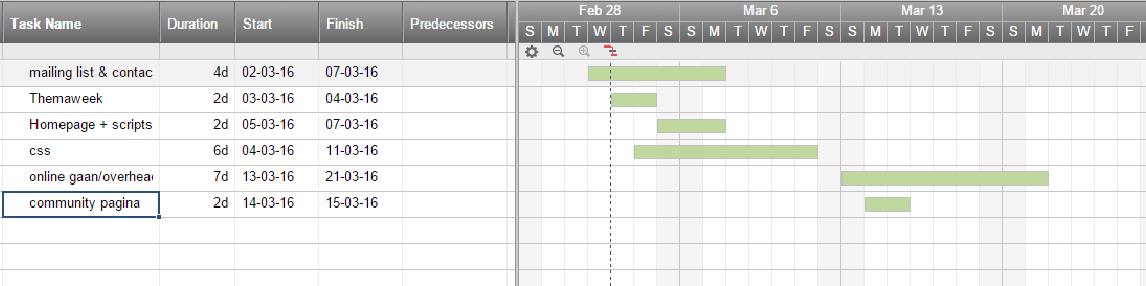 Task Name Duration Start Finish Predecessors Feb 28 Mar 6 Mar 13 Mar 20
S M T W T F S S M T W T F S S M T W T F S S M T W T F
mailing list & contac 4d 02-03-16 07-03-16
Themaweek 2d 03-03-16 04-03-16
Homepage + scripts 2d 05-03-16 07-03-16
css 6d 04-03-16 11-03-16
online gaan/overhea 7d 13-03-16 21-03-16
community pagina 2d 14-03-16 15-03-16